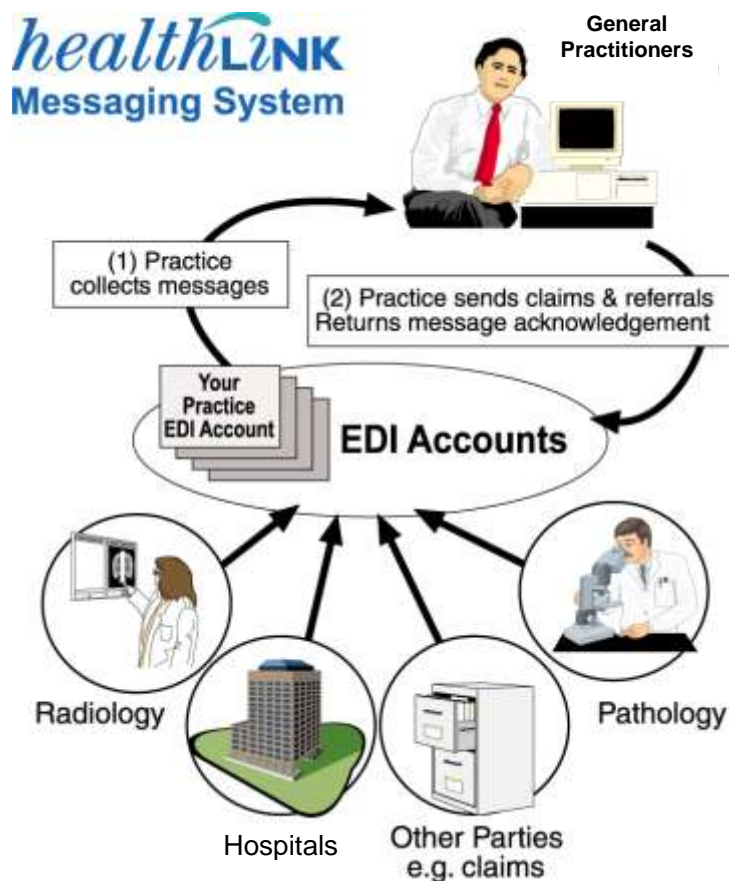 healthLINK
Messaging System
General
Practitioners
(1) Practice
collects messages
(2) Practice sends claims & referrals
Returns message acknowledgement
Your
Practice
EDI Account
EDI Accounts
Radiology
Pathology
Hospitals
Other Parties
e.g. claims